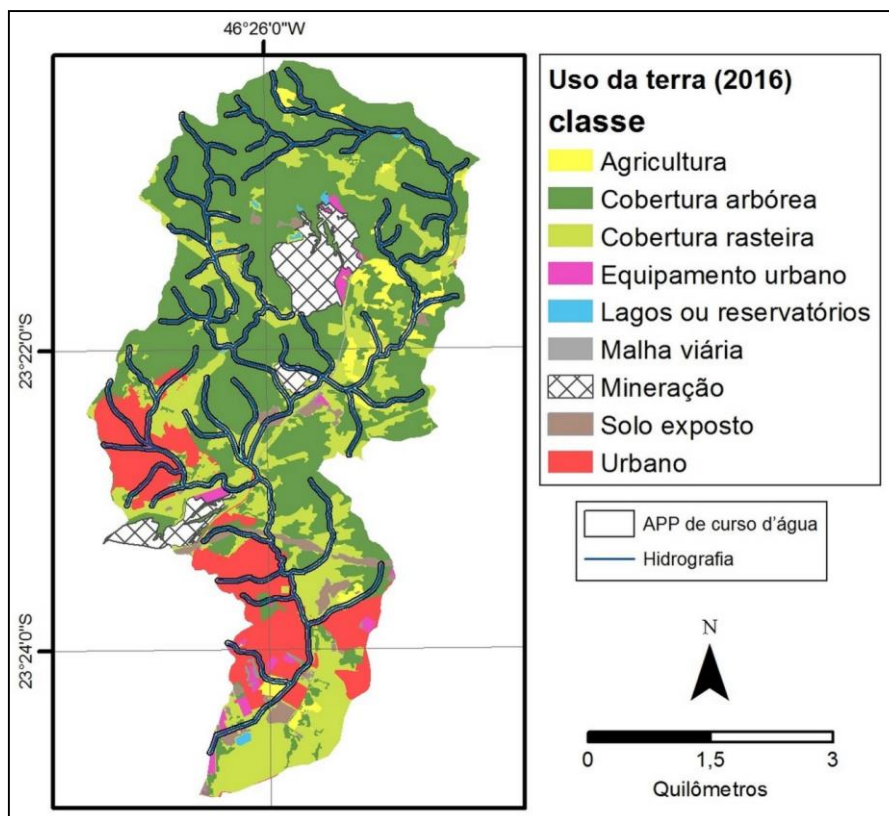 46°26'0"W
23°22'0"S
23°24'0"S
Uso da terra (2016)
classe
Agricultura
Cobertura arbórea
Cobertura rasteira
Equipamento urbano
Lagos ou reservatórios
Malha viária
Mineração
Solo exposto
Urbano
APP de curso d'água
Hidrografia
N
0 1,5 3
Quilômetros